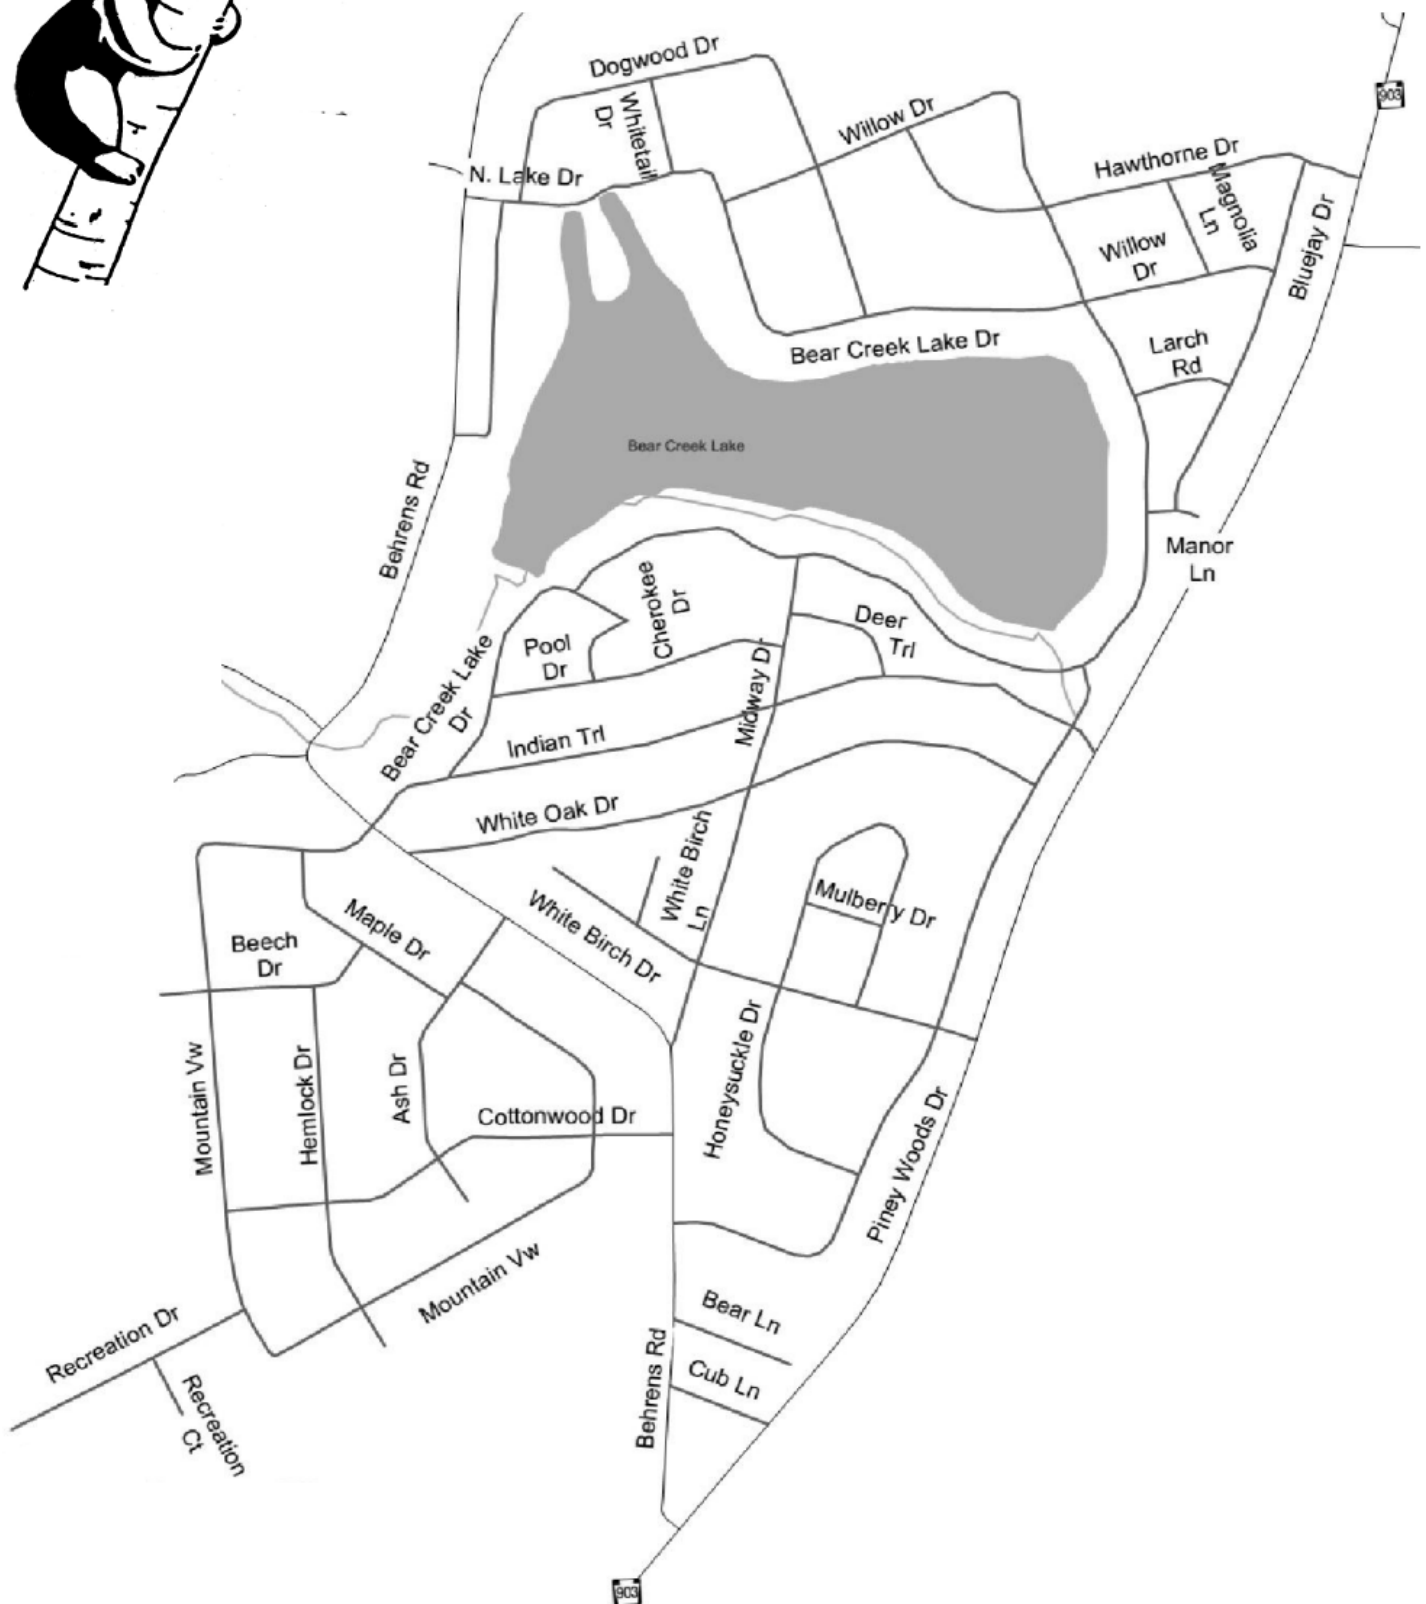 Dogwood Dr
903
Whitetail
Dr
Willow Dr
Hawthorne Dr
N. Lake Dr
Magnolia
Ln
Bluejay Dr
Willow
Dr
Bear Creek Lake Dr
Larch
Rd
Bear Creek Lake
Behrens Rd
Manor
Ln
Cherokee
Dr
Deer
Trl
Pool
Dr
Bear Creek Lake
Dr
Midway Dr
Indian Trl
White Oak Dr
White Birch
Ln
Mulberry Dr
White Birch Dr
Maple Dr
Beech
Dr
Honeysuckle Dr
Mountain Vw
Hemlock Dr
Ash Dr
Cottonwood Dr
Piney Woods Dr
Mountain Vw
Bear Ln
Recreation Dr
Behrens Rd
Cub Ln
Recreation
Ct
903